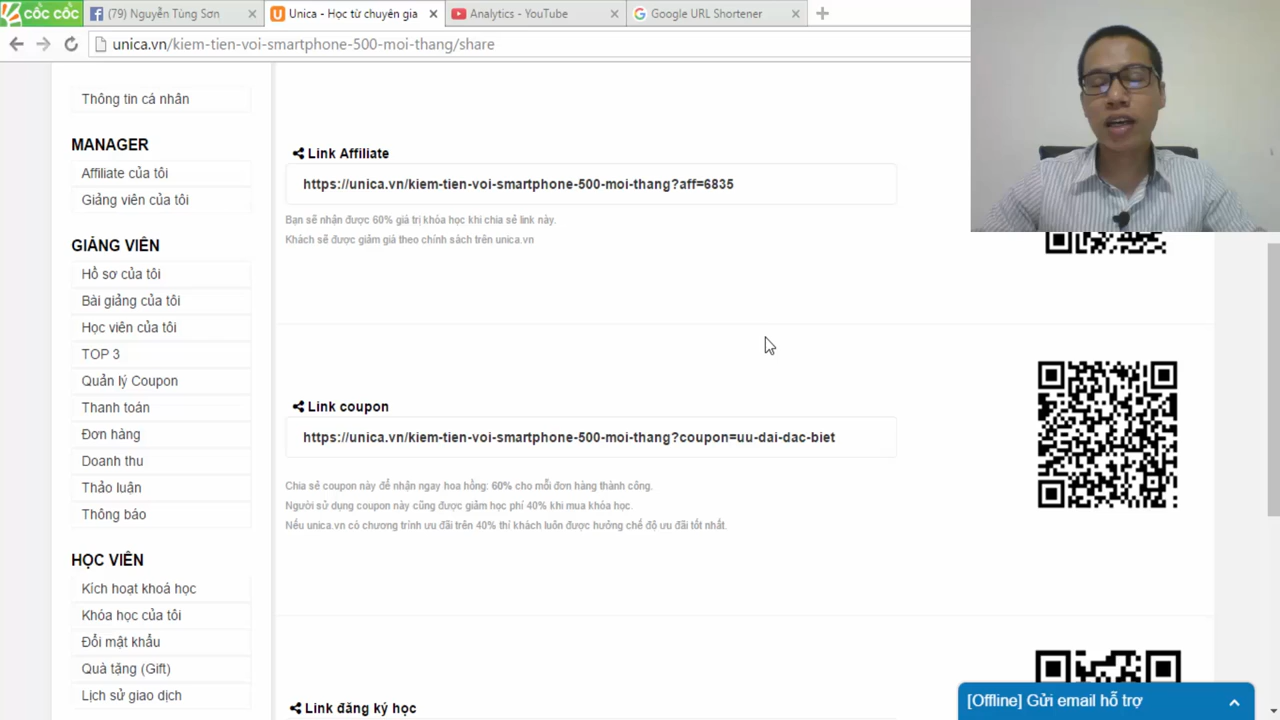 cốc cốc
(79) Nguyễn Tùng Sơn
Unica - Học từ chuyên gia
Analytics - YouTube
Google URL Shortener
unica.vn/kiem-tien-voi-smartphone-500-moi-thang/share
Thông tin cá nhân
MANAGER
Affiliate của tôi
Giảng viên của tôi
GIẢNG VIÊN
Hồ sơ của tôi
Bài giảng của tôi
Học viên của tôi
TOP 3
Quản lý Coupon
Thanh toán
Đơn hàng
Doanh thu
Thảo luận
Thông báo
HỌC VIÊN
Kích hoạt khoá học
Khóa học của tôi
Đổi mật khẩu
Quà tặng (Gift)
Lịch sử giao dịch
Link Affiliate
https://unica.vn/kiem-tien-voi-smartphone-500-moi-thang?aff=6835
Bạn sẽ nhận được 60% giá trị khóa học khi chia sẻ link này.
Khách sẽ được giảm giá theo chính sách trên unica.vn
Link coupon
https://unica.vn/kiem-tien-voi-smartphone-500-moi-thang?coupon=uu-dai-dac-biet
Chia sẻ coupon này để nhận ngay hoa hồng: 60% cho mỗi đơn hàng thành công.
Người sử dụng coupon này cũng được giảm học phí 40% khi mua khóa học.
Nếu unica.vn có chương trình ưu đãi trên 40% thì khách luôn được hưởng chế độ ưu đãi tốt nhất.
Link đăng ký học
[Offline] Gửi email hỗ trợ